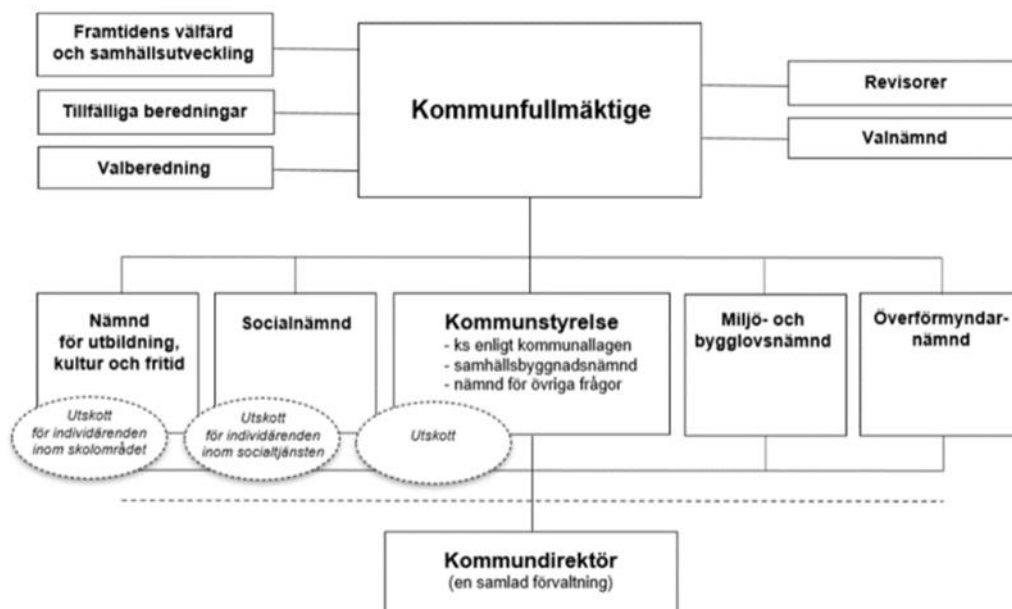 Framtidens välfärd
och samhällsutveckling
Tillfälliga beredningar
Valberedning
Kommunfullmäktige
Revisorer
Valnämnd
Nämnd
för utbildning,
kultur och fritid
Utskott
för individärenden
inom skolområdet
Socialnämnd
Utskott
för individärenden
inom socialtjänsten
Kommunstyrelse
- ks enligt kommunallagen
- samhällsbyggnadsnämnd
- nämnd för övriga frågor
Utskott
Miljö- och
bygglovsnämnd
Överförmyndar-
nämnd
Kommundirektör
(en samlad förvaltning)